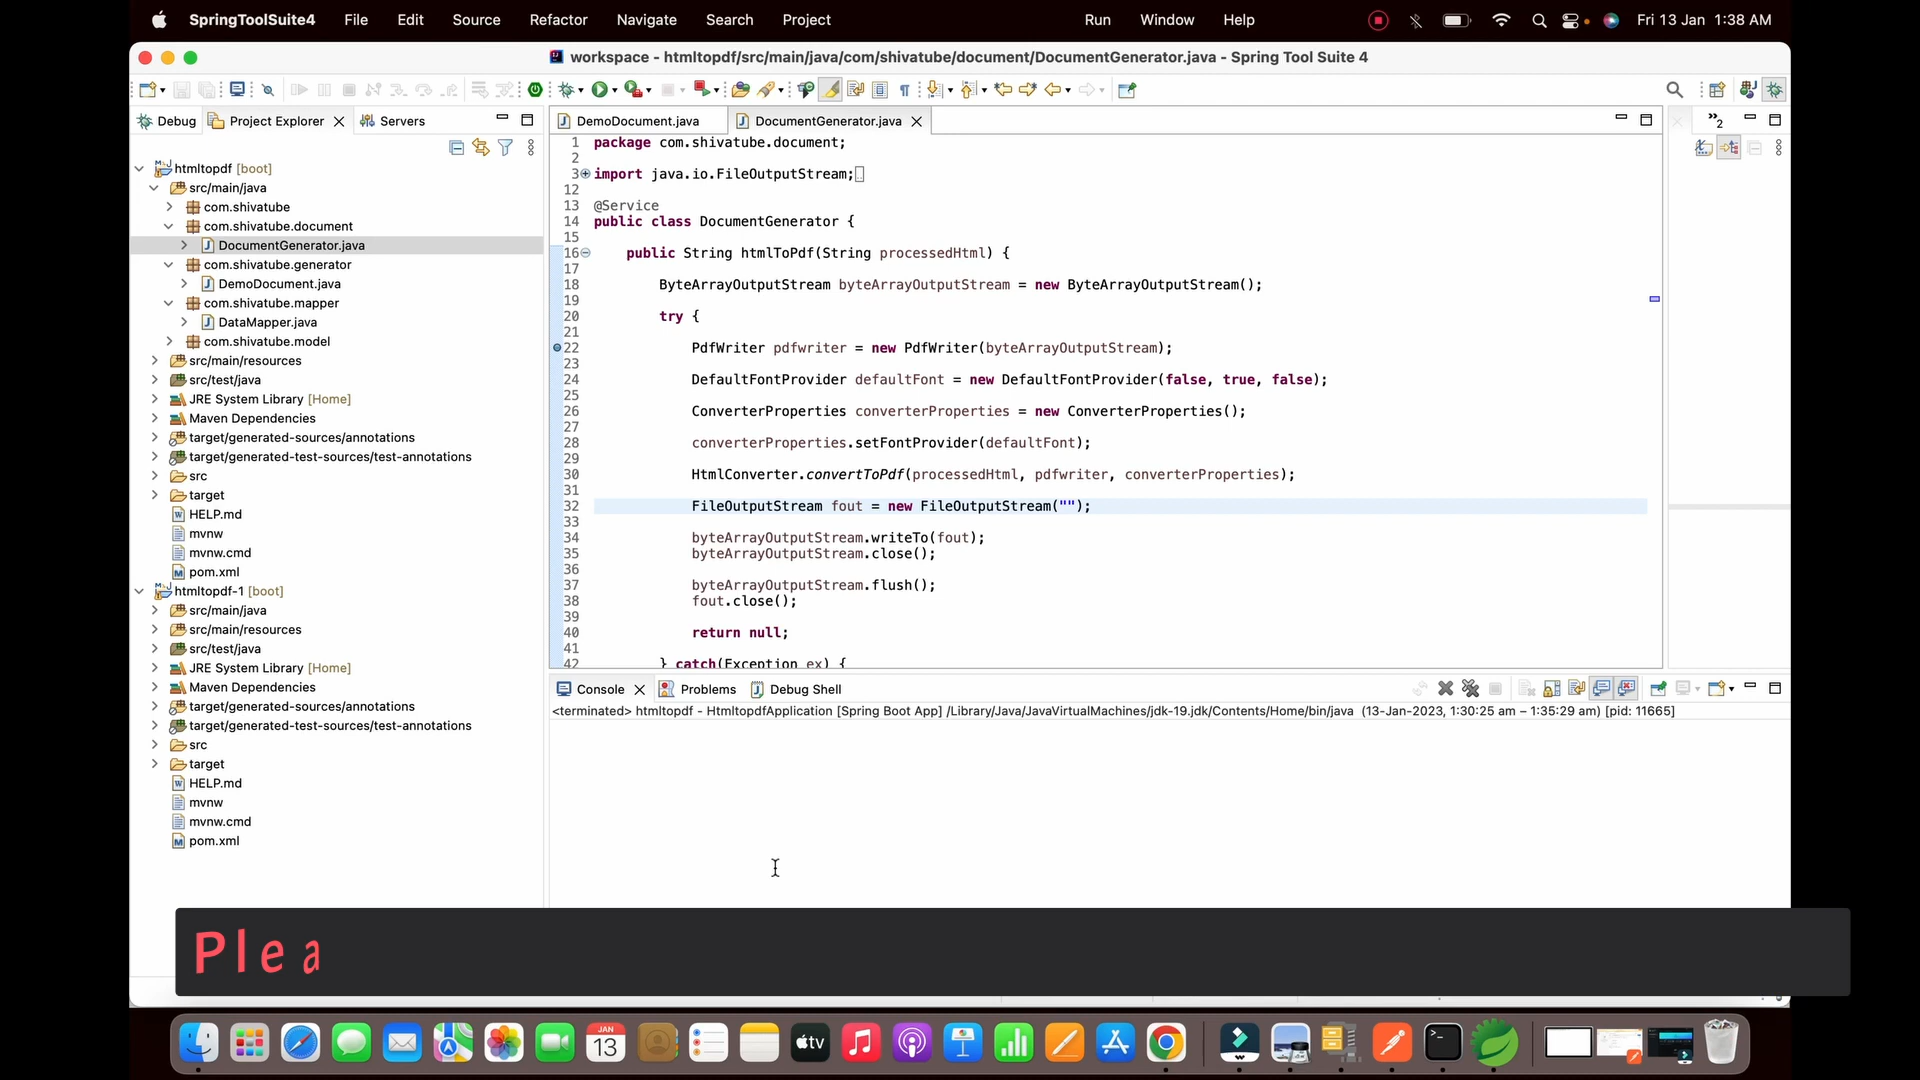 SpringToolSuite4 File Edit Source Refactor Navigate Search Project Run Window Help Fri 13 Jan 1:38 AM
workspace - htmltopdf/src/main/java/com/shivatube/document/DocumentGenerator.java - Spring Tool Suite 4
Debug Project Explorer Servers
htmltopdf [boot]
src/main/java
com.shivatube
com.shivatube.document
DocumentGenerator.java
com.shivatube.generator
DemoDocument.java
com.shivatube.mapper
DataMapper.java
com.shivatube.model
src/main/resources
src/test/java
JRE System Library [Home]
Maven Dependencies
target/generated-sources/annotations
target/generated-test-sources/test-annotations
src
target
HELP.md
mvnw
mvnw.cmd
pom.xml
htmltopdf-1 [boot]
src/main/java
src/main/resources
src/test/java
JRE System Library [Home]
Maven Dependencies
target/generated-sources/annotations
target/generated-test-sources/test-annotations
src
target
HELP.md
mvnw
mvnw.cmd
pom.xml
DemoDocument.java DocumentGenerator.java
1 package com.shivatube.document;
2
3 import java.io.FileOutputStream;
12
13 @Service
14 public class DocumentGenerator {
15
16 public String htmlToPdf(String processedHtml) {
17
18 ByteArrayOutputStream byteArrayOutputStream = new ByteArrayOutputStream();
19
20 try {
21
22 PdfWriter pdfwriter = new PdfWriter(byteArrayOutputStream);
23
24 DefaultFontProvider defaultFont = new DefaultFontProvider(false, true, false);
25
26 ConverterProperties converterProperties = new ConverterProperties();
27
28 converterProperties.setFontProvider(defaultFont);
29
30 HtmlConverter.convertToPdf(processedHtml, pdfwriter, converterProperties);
31
32 FileOutputStream fout = new FileOutputStream("");
33
34 byteArrayOutputStream.writeTo(fout);
35 byteArrayOutputStream.close();
36
37 byteArrayOutputStream.flush();
38 fout.close();
39
40 return null;
41
42 } catch(Exception ex) {
2
Console Problems Debug Shell
<terminated> htmltopdf - HtmltopdfApplication [Spring Boot App] /Library/Java/JavaVirtualMachines/jdk-19.jdk/Contents/Home/bin/java (13-Jan-2023, 1:30:25 am – 1:35:29 am) [pid: 11665]
Plea
JAN
13
tv